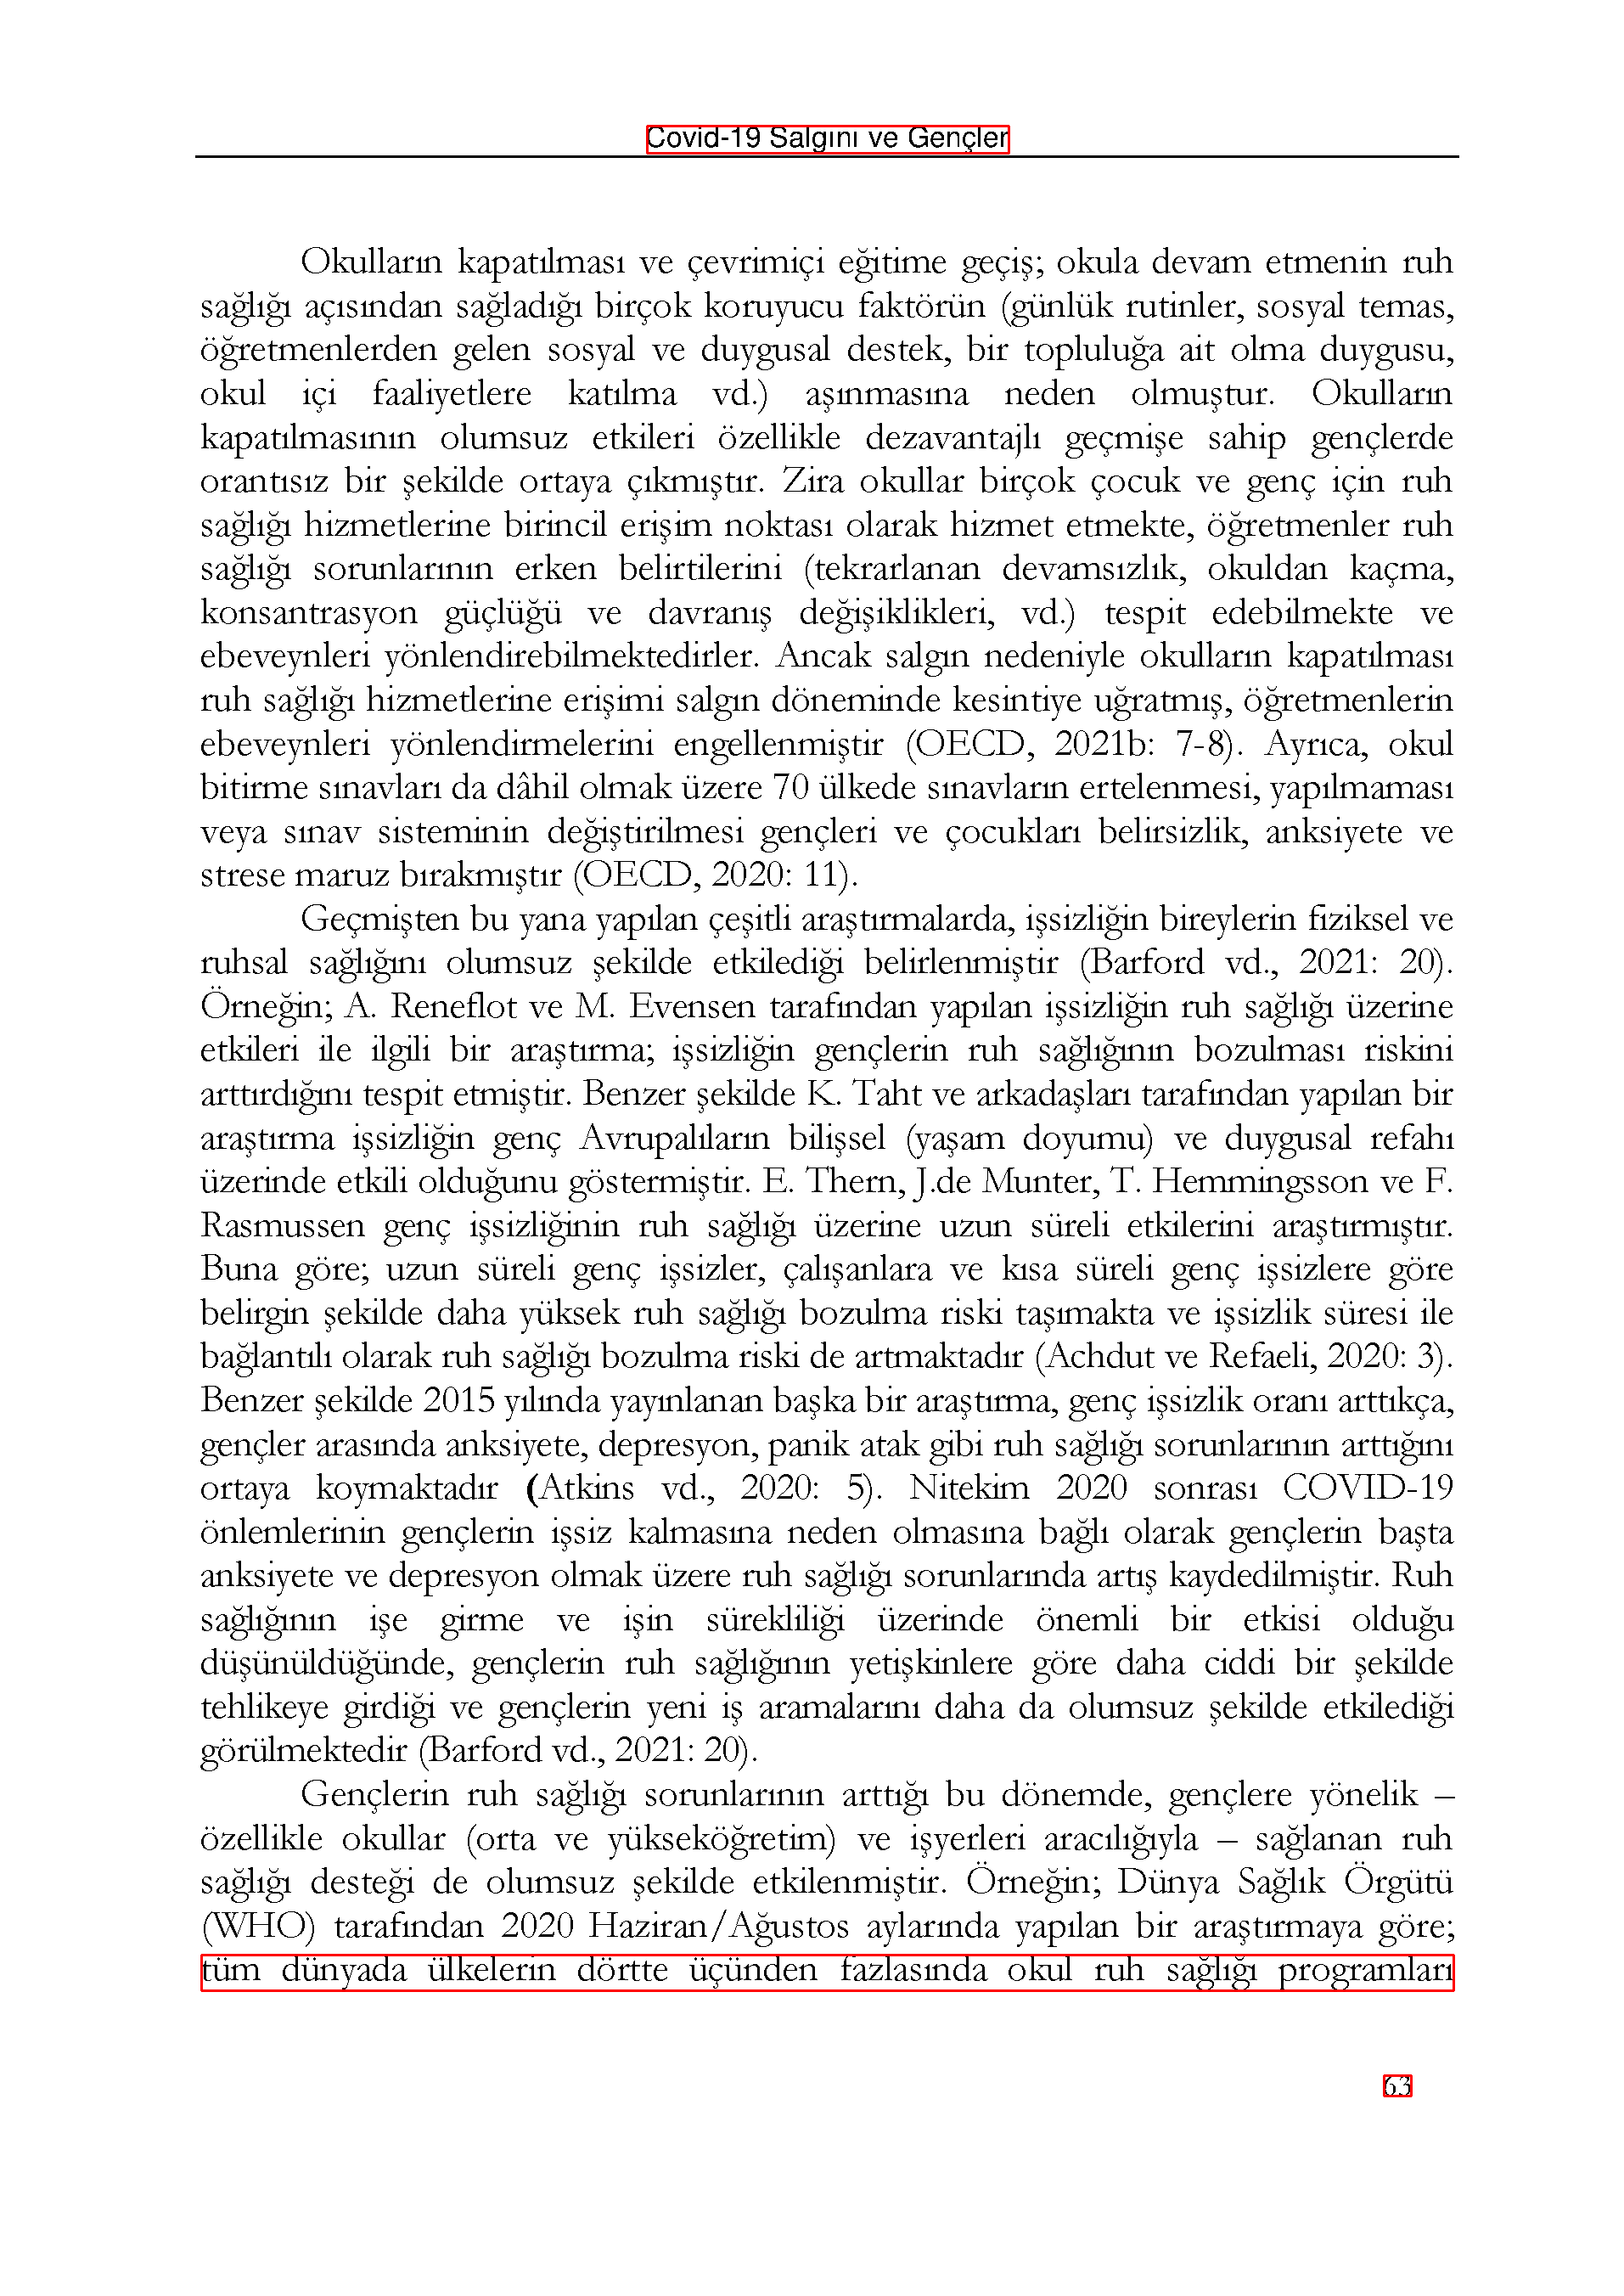 Covid-19 Salgını ve Gençler
Okulların kapatılması ve çevrimiçi eğitime geçiş; okula devam etmenin ruh
sağlığı açısından sağladığı birçok koruyucu faktörün (günlük rutinler, sosyal temas,
öğretmenlerden gelen sosyal ve duygusal destek, bir topluluğa ait olma duygusu,
okul içi faaliyetlere katılma vd.) aşınmasına neden olmuştur. Okulların
kapatılmasının olumsuz etkileri özellikle dezavantajlı geçmişe sahip gençlerde
orantısız bir şekilde ortaya çıkmıştır. Zira okullar birçok çocuk ve genç için ruh
sağlığı hizmetlerine birincil erişim noktası olarak hizmet etmekte, öğretmenler ruh
sağlığı sorunlarının erken belirtilerini (tekrarlanan devamsızlık, okuldan kaçma,
konsantrasyon güçlüğü ve davranış değişiklikleri, vd.) tespit edebilmekte ve
ebeveynleri yönlendirebilmektedirler. Ancak salgın nedeniyle okulların kapatılması
ruh sağlığı hizmetlerine erişimi salgın döneminde kesintiye uğratmış, öğretmenlerin
ebeveynleri yönlendirmelerini engellenmiştir (OECD, 2021b: 7-8). Ayrıca, okul
bitirme sınavları da dâhil olmak üzere 70 ülkede sınavların ertelenmesi, yapılmaması
veya sınav sisteminin değiştirilmesi gençleri ve çocukları belirsizlik, anksiyete ve
strese maruz bırakmıştır (OECD, 2020: 11).
Geçmişten bu yana yapılan çeşitli araştırmalarda, işsizliğin bireylerin fiziksel ve
ruhsal sağlığını olumsuz şekilde etkilediği belirlenmiştir (Barford vd., 2021: 20).
Örneğin; A. Reneflot ve M. Evensen tarafından yapılan işsizliğin ruh sağlığı üzerine
etkileri ile ilgili bir araştırma; işsizliğin gençlerin ruh sağlığının bozulması riskini
arttırdığını tespit etmiştir. Benzer şekilde K. Taht ve arkadaşları tarafından yapılan bir
araştırma işsizliğin genç Avrupalıların bilişsel (yaşam doyumu) ve duygusal refahı
üzerinde etkili olduğunu göstermiştir. E. Thern, J.de Munter, T. Hemmingsson ve F.
Rasmussen genç işsizliğinin ruh sağlığı üzerine uzun süreli etkilerini araştırmıştır.
Buna göre; uzun süreli genç işsizler, çalışanlara ve kısa süreli genç işsizlere göre
belirgin şekilde daha yüksek ruh sağlığı bozulma riski taşımakta ve işsizlik süresi ile
bağlantılı olarak ruh sağlığı bozulma riski de artmaktadır (Achdut ve Refaeli, 2020: 3).
Benzer şekilde 2015 yılında yayınlanan başka bir araştırma, genç işsizlik oranı arttıkça,
gençler arasında anksiyete, depresyon, panik atak gibi ruh sağlığı sorunlarının arttığını
ortaya koymaktadır (Atkins vd., 2020: 5). Nitekim 2020 sonrası COVID-19
önlemlerinin gençlerin işsiz kalmasına neden olmasına bağlı olarak gençlerin başta
anksiyete ve depresyon olmak üzere ruh sağlığı sorunlarında artış kaydedilmiştir. Ruh
sağlığının işe girme ve işin sürekliliği üzerinde önemli bir etkisi olduğu
düşünüldüğünde, gençlerin ruh sağlığının yetişkinlere göre daha ciddi bir şekilde
tehlikeye girdiği ve gençlerin yeni iş aramalarını daha da olumsuz şekilde etkilediği
görülmektedir (Barford vd., 2021: 20).
Gençlerin ruh sağlığı sorunlarının arttığı bu dönemde, gençlere yönelik –
özellikle okullar (orta ve yükseköğretim) ve işyerleri aracılığıyla – sağlanan ruh
sağlığı desteği de olumsuz şekilde etkilenmiştir. Örneğin; Dünya Sağlık Örgütü
(WHO) tarafından 2020 Haziran/Ağustos aylarında yapılan bir araştırmaya göre;
tüm dünyada ülkelerin dörtte üçünden fazlasında okul ruh sağlığı programları
63